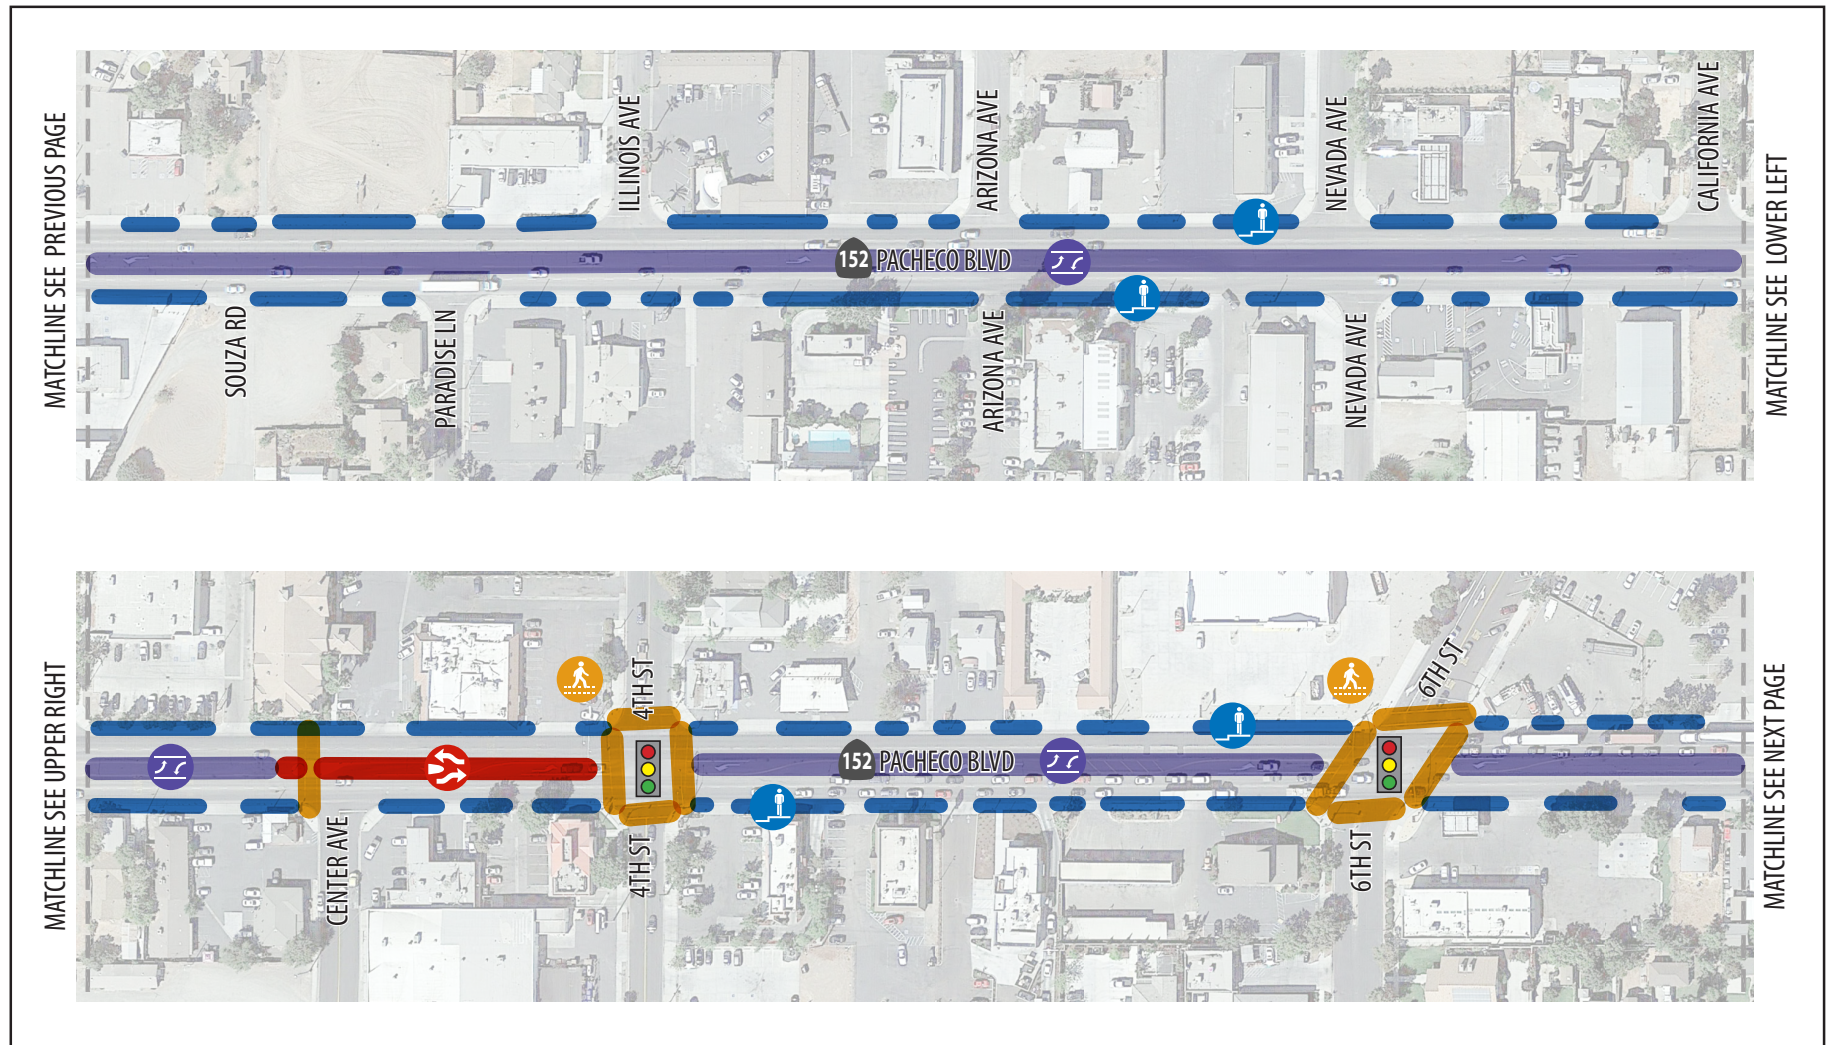 MATCHLINE SEE PREVIOUS PAGE
ILLINOIS AVE
ARIZONA AVE
NEVADA AVE
CALIFORNIA AVE
152 PACHECO BLVD
SOUZA RD
PARADISE LN
ARIZONA AVE
NEVADA AVE
MATCHLINE SEE LOWER LEFT
MATCHLINE SEE UPPER RIGHT
4TH ST
6TH ST
152 PACHECO BLVD
CENTER AVE
4TH ST
6TH ST
MATCHLINE SEE NEXT PAGE